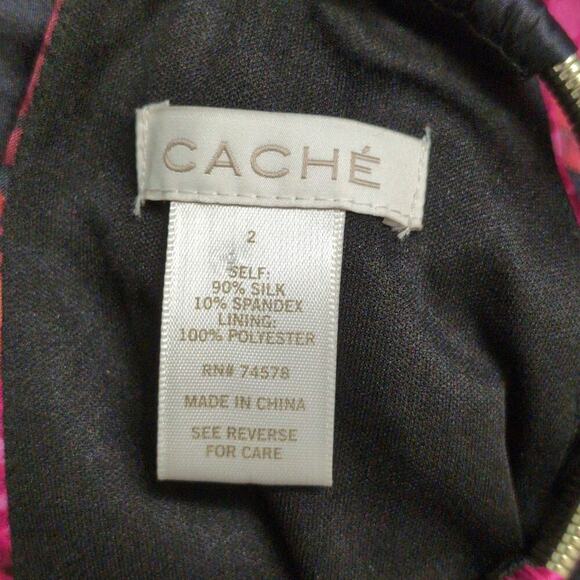 CACHÉ
2
SELF:
90% SILK
10% SPANDEX
LINING:
100% POLYESTER
RN# 74578
MADE IN CHINA
SEE REVERSE
FOR CARE